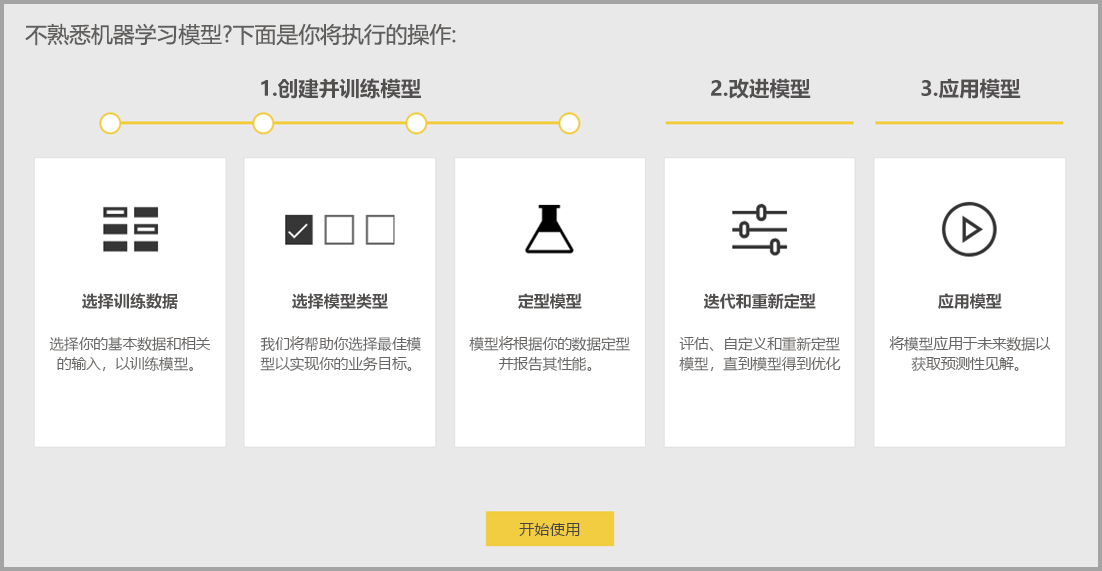 不熟悉机器学习模型?下面是你将执行的操作:
1.创建并训练模型
2.改进模型
3.应用模型
选择训练数据
选择你的基本数据和相关
的输入，以训练模型。
选择模型类型
我们将帮助你选择最佳模
型以实现你的业务目标。
定型模型
模型将根据你的数据定型
并报告其性能。
迭代和重新定型
评估、自定义和重新定型
模型，直到模型得到优化
应用模型
将模型应用于未来数据以
获取预测性见解。
开始使用